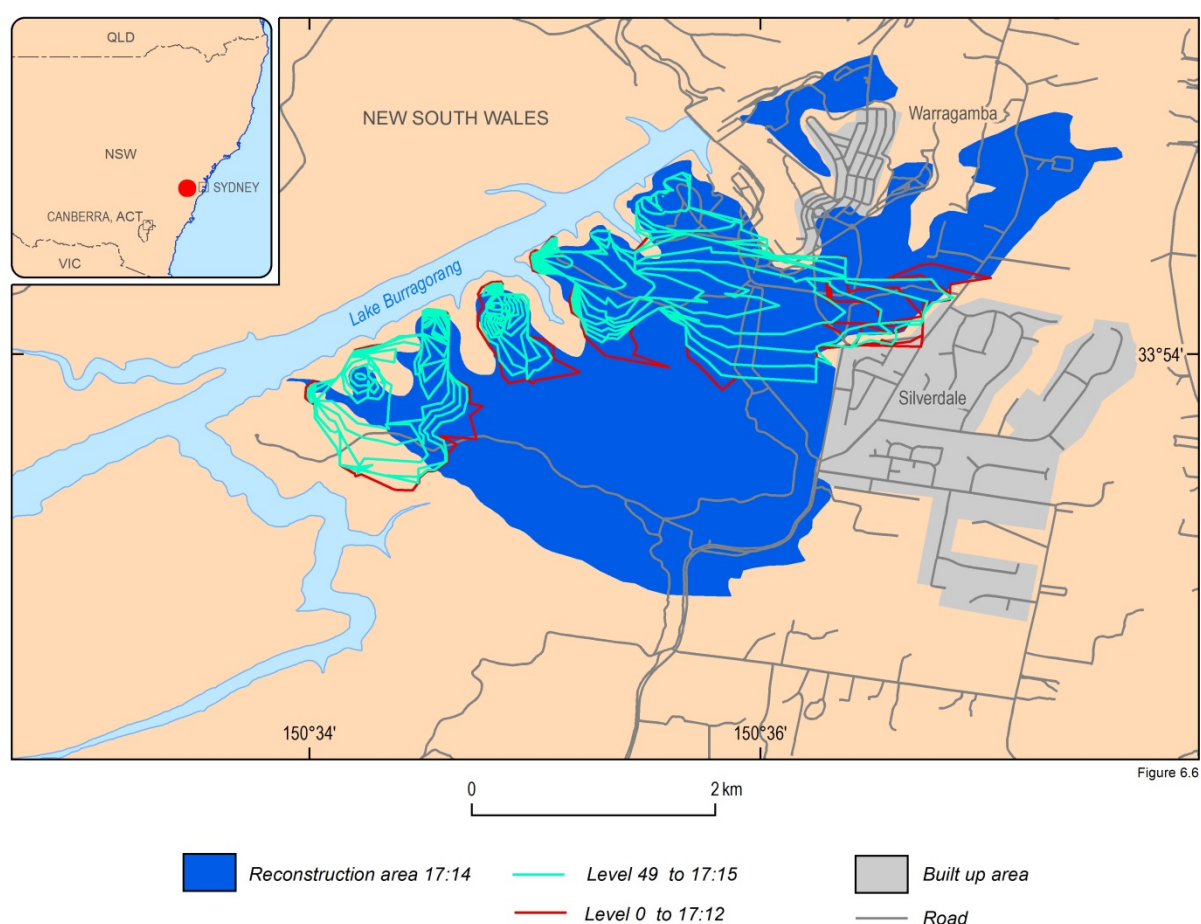 QLD
NSW
SYDNEY
CANBERRA, ACT
VIC
NEW SOUTH WALES
Warragamba
Lake Burragorang
33°54'
Silverdale
150°34'
150°36'
Figure 6.6
0 2 km
Reconstruction area 17:14
Level 49 to 17:15
Built up area
Level 0 to 17:12
Road